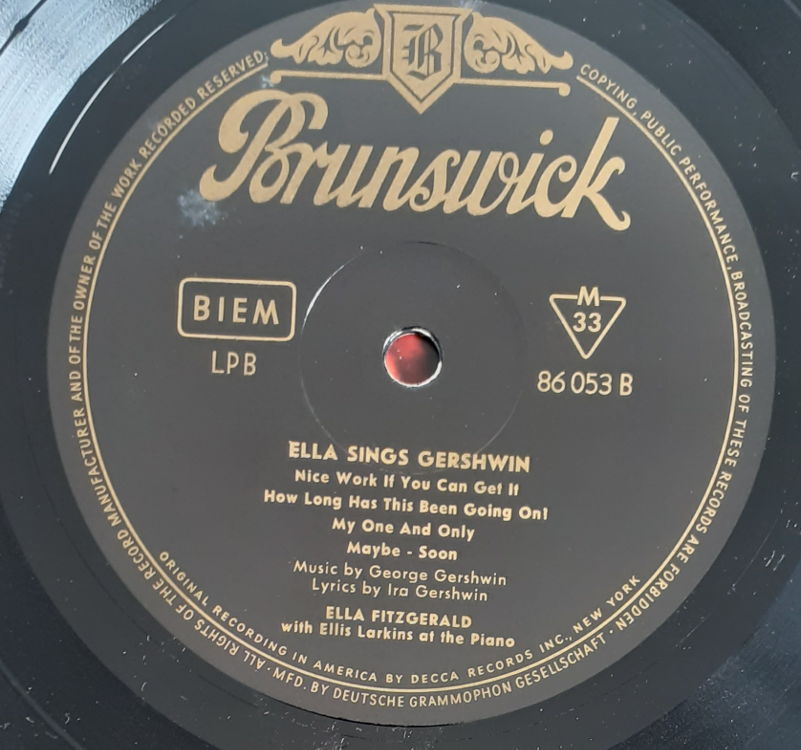 B
Brunswick
BIEM
LPB
M
33
86 053 B
ELLA SINGS GERSHWIN
Nice Work If You Can Get It
How Long Has This Been Going On!
My One And Only
Maybe - Soon
Music by George Gershwin
Lyrics by Ira Gershwin
ELLA FITZGERALD
with Ellis Larkins at the Piano
ORIGINAL RECORDING IN AMERICA BY DECCA RECORDS INC., NEW YORK
MFD. BY DEUTSCHE GRAMMOPHON GESELLSCHAFT · ALL RIGHTS OF THE RECORD MANUFACTURER AND OF THE OWNER OF THE WORK RECORDED RESERVED.
COPYING, PUBLIC PERFORMANCE, BROADCASTING OF THESE RECORDS ARE FORBIDDEN ·